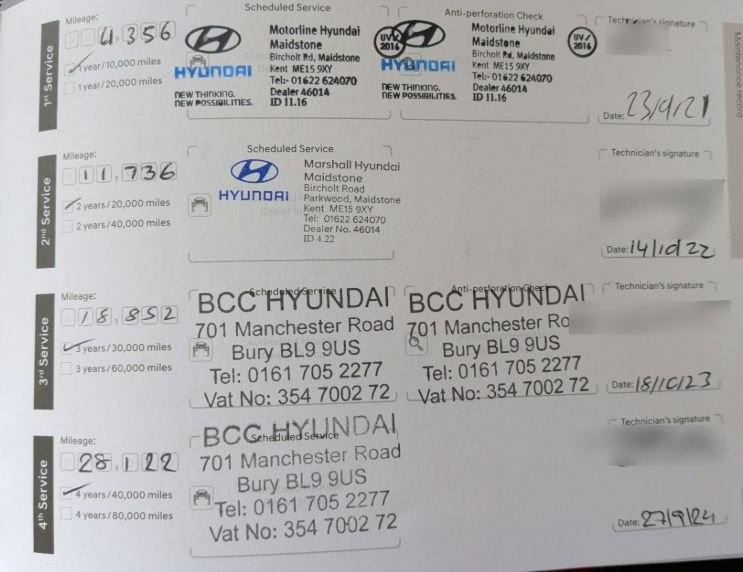 Scheduled Service
Anti-perforation Check
Technician's signature
1st Service
Mileage:
4,356
1 year/10,000 miles
1 year/20,000 miles
HYUNDAI
NEW THINKING.
NEW POSSIBILITIES.
Motorline Hyundai
Maidstone
Bircholt Rd, Maidstone
Kent ME15 9XY
Tel:- 01622 624070
Dealer 46014
ID 11.16
UV
2016
HYUNDAI
NEW THINKING.
NEW POSSIBILITIES.
Motorline Hyundai
Maidstone
Bircholt Rd, Maidstone
Kent ME15 9XY
Tel:- 01622 624070
Dealer 46014
ID 11.16
UV
2016
Date: 23/9/21
Maintenance record
2nd Service
Mileage:
11,736
2 years/20,000 miles
2 years/40,000 miles
Scheduled Service
HYUNDAI
Marshall Hyundai
Maidstone
Bircholt Road
Parkwood, Maidstone
Kent ME15 9XY
Tel: 01622 624070
Dealer No. 46014
ID 4.22
Technician's signature
Date: 14/10/22
3rd Service
Mileage:
18,852
3 years/30,000 miles
3 years/60,000 miles
Scheduled Service
BCC HYUNDAI
701 Manchester Road
Bury BL9 9US
Tel: 0161 705 2277
Vat No: 354 7002 72
Anti-perforation Check
BCC HYUNDAI
701 Manchester Ro
Bury BL9 9US
Tel: 0161 705 2277
Vat No: 354 7002 72
Technician's signature
Date: 18/10/23
4th Service
Mileage:
28,122
4 years/40,000 miles
4 years/80,000 miles
Scheduled Service
BCC HYUNDAI
701 Manchester Road
Bury BL9 9US
Tel: 0161 705 2277
Vat No: 354 7002 72
Technician's signature
Date: 27/9/24